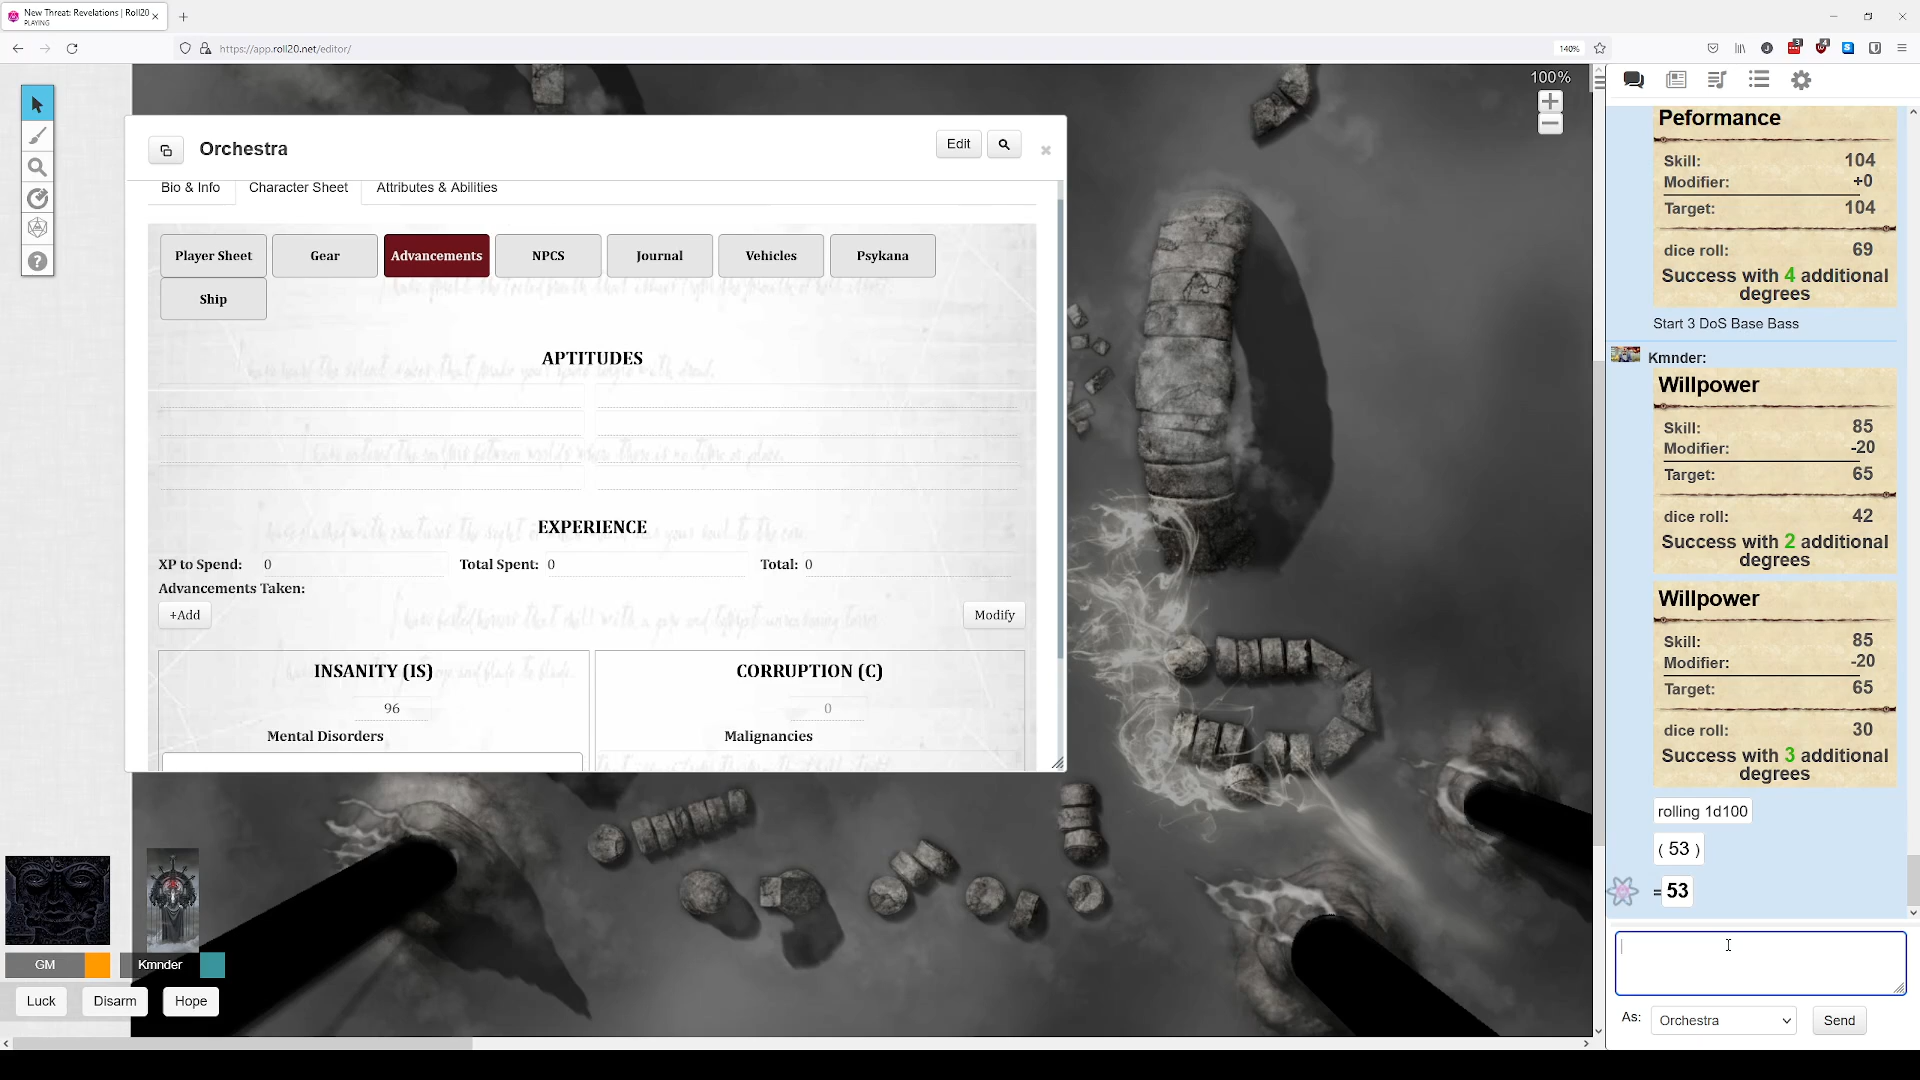 New Threat: Revelations | Roll20
PLAYING
https://app.roll20.net/editor/
140%
3
4
100%
Orchestra
Edit
Bio & Info
Character Sheet
Attributes & Abilities
Player Sheet
Gear
Advancements
NPCS
Journal
Vehicles
Psykana
Ship
APTITUDES
EXPERIENCE
XP to Spend: 0
Total Spent: 0
Total: 0
Advancements Taken:
+Add
Modify
INSANITY (IS)
96
Mental Disorders
CORRUPTION (C)
0
Malignancies
GM
Kmnder
Luck
Disarm
Hope
Peformance
Skill: 104
Modifier: +0
Target: 104
dice roll: 69
Success with 4 additional
degrees
Start 3 DoS Base Bass
Kmnder:
Willpower
Skill: 85
Modifier: -20
Target: 65
dice roll: 42
Success with 2 additional
degrees
Willpower
Skill: 85
Modifier: -20
Target: 65
dice roll: 30
Success with 3 additional
degrees
rolling 1d100
( 53 )
= 53
As: Orchestra
Send